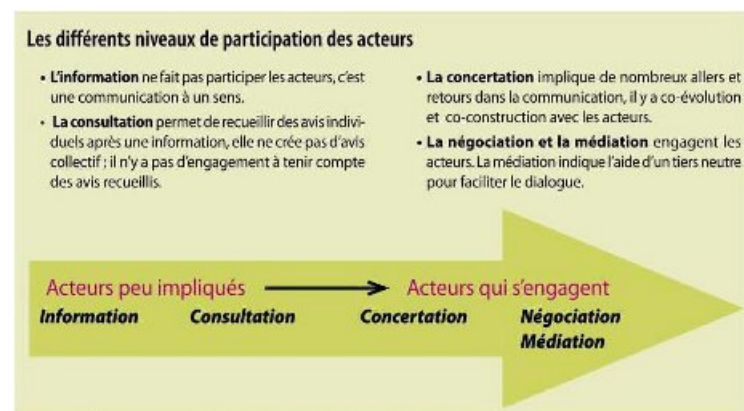 Les différents niveaux de participation des acteurs
• L'information ne fait pas participer les acteurs, c'est
une communication à un sens.
• La consultation permet de recueillir des avis indivi-
duels après une information, elle ne crée pas d'avis
collectif ; il n'y a pas d'engagement à tenir compte
des avis recueillis.
• La concertation implique de nombreux allers et
retours dans la communication, il y a co-évolution
et co-construction avec les acteurs.
• La négociation et la médiation engagent les
acteurs. La médiation indique l'aide d'un tiers neutre
pour faciliter le dialogue.
Acteurs peu impliqués
Acteurs qui s'engagent
Information
Consultation
Concertation
Négociation
Médiation